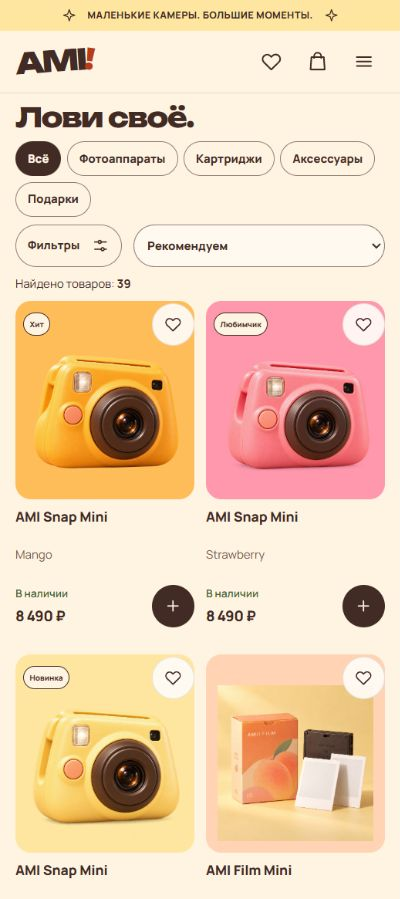 МАЛЕНЬКИЕ КАМЕРЫ. БОЛЬШИЕ МОМЕНТЫ.
AMI!
Лови своё.
Всё
Фотоаппараты
Картриджи
Аксессуары
Подарки
Фильтры
Рекомендуем
Найдено товаров: 39
Хит
Любимчик
AMI Snap Mini
AMI Snap Mini
Mango
Strawberry
В наличии
В наличии
8 490 ₽
8 490 ₽
Новинка
AMI FILM
AMI Snap Mini
AMI Film Mini